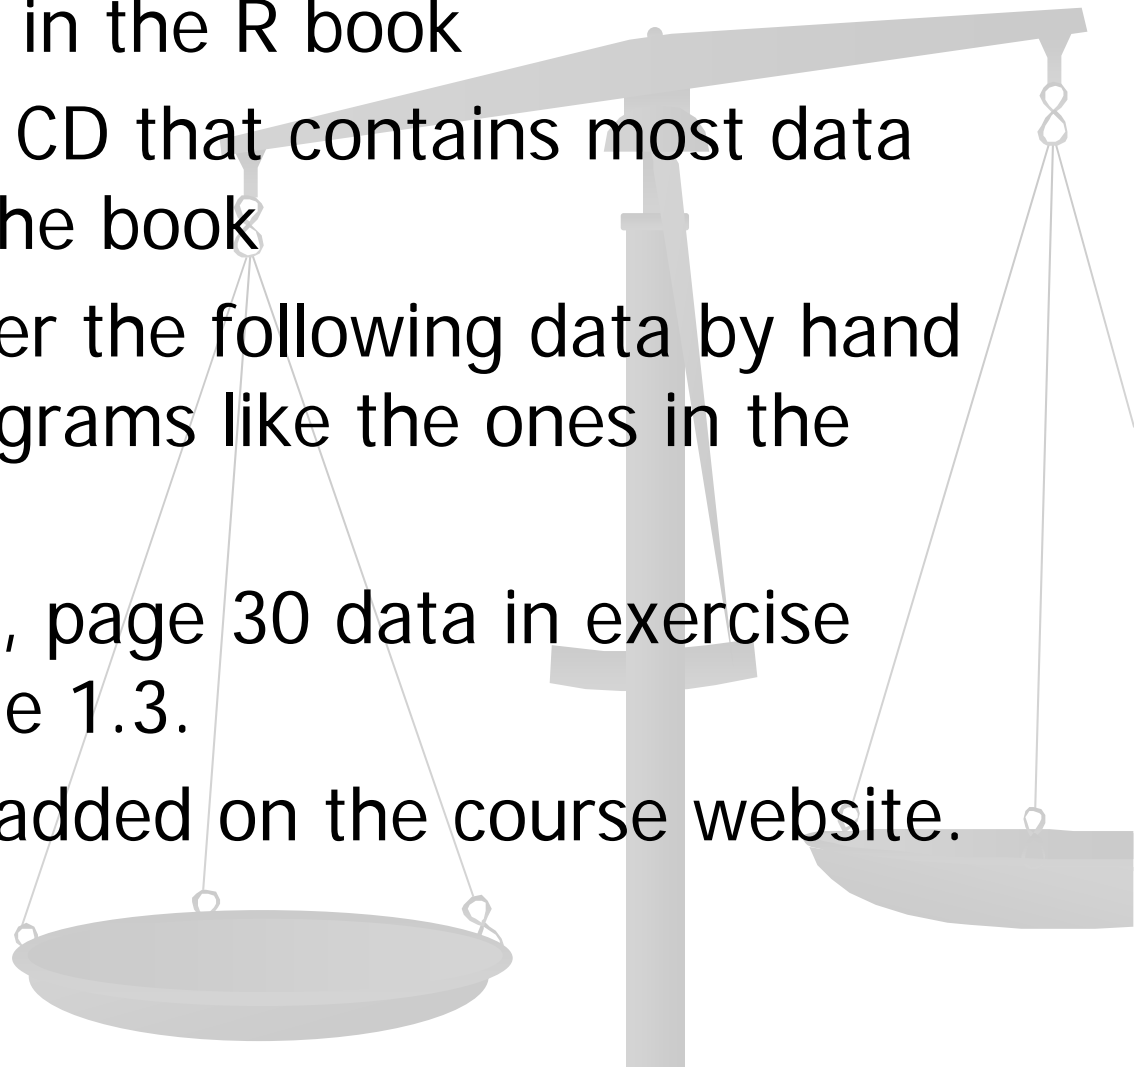 in the R book
CD that contains most data
he book
er the following data by hand
grams like the ones in the
, page 30 data in exercise
e 1.3.
added on the course website.